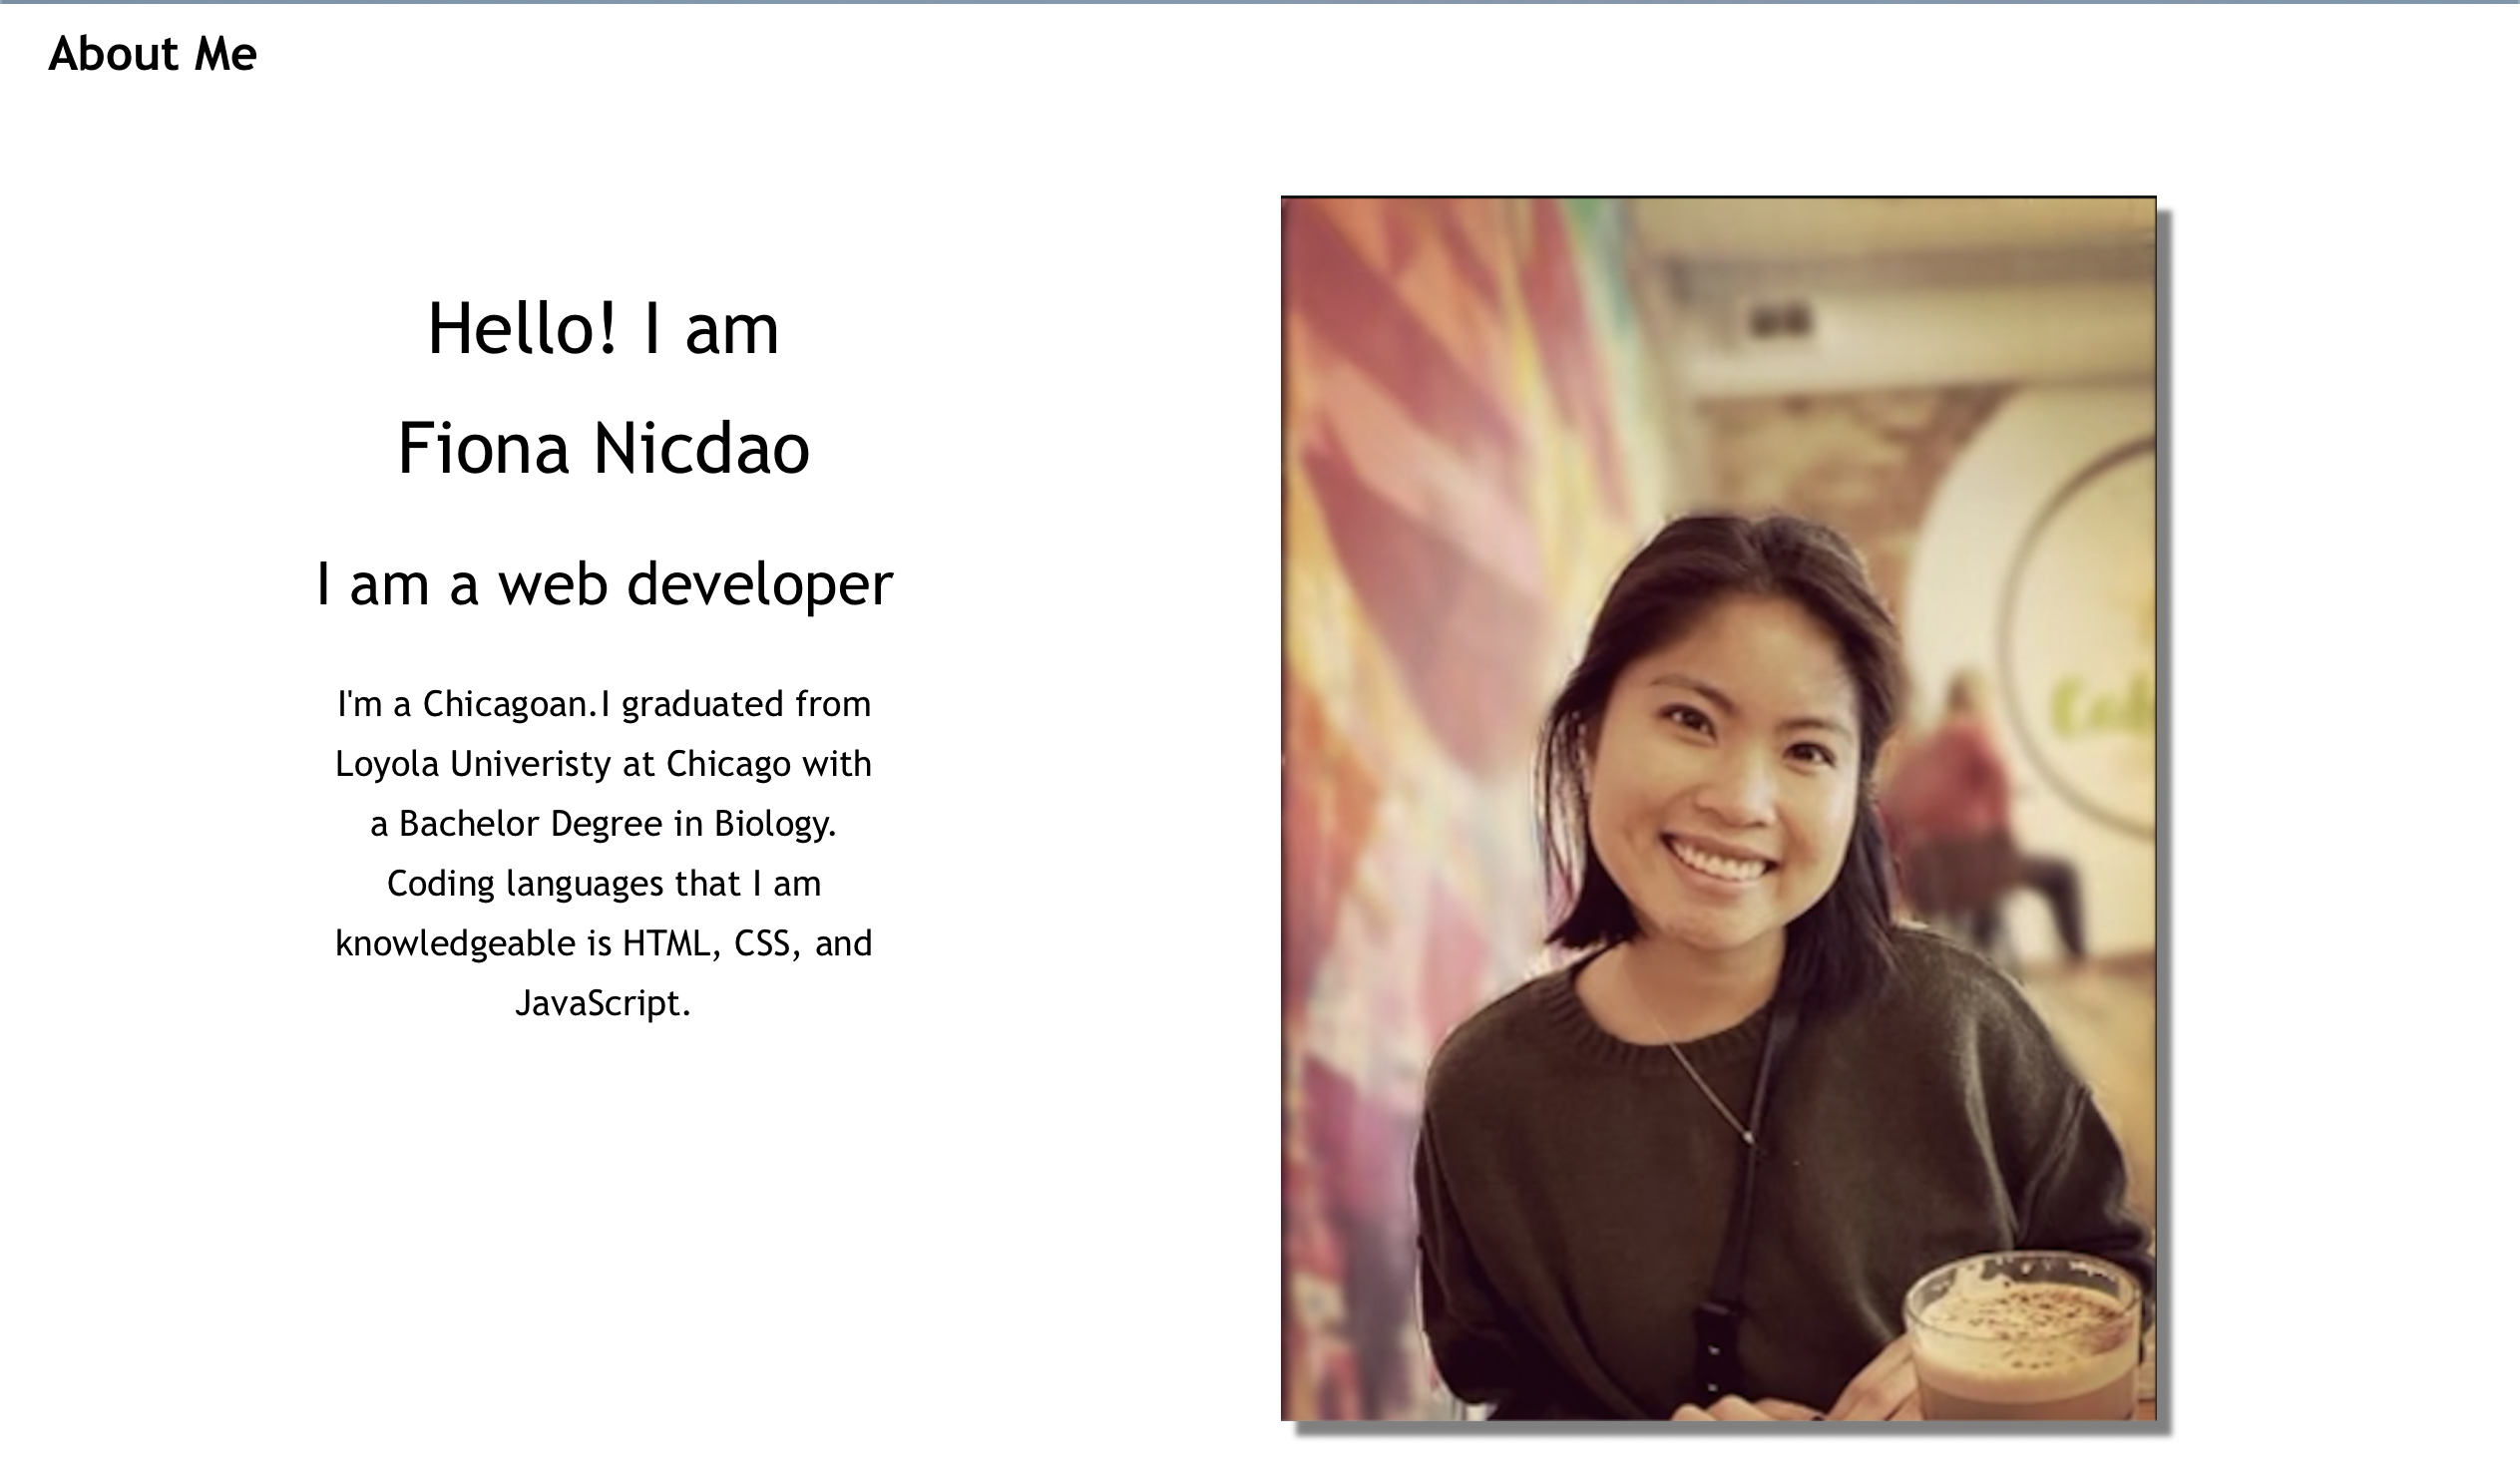 About Me
Hello! I am
Fiona Nicdao
I am a web developer
I'm a Chicagoan.I graduated from
Loyola Univeristy at Chicago with
a Bachelor Degree in Biology.
Coding languages that I am
knowledgeable is HTML, CSS, and
JavaScript.